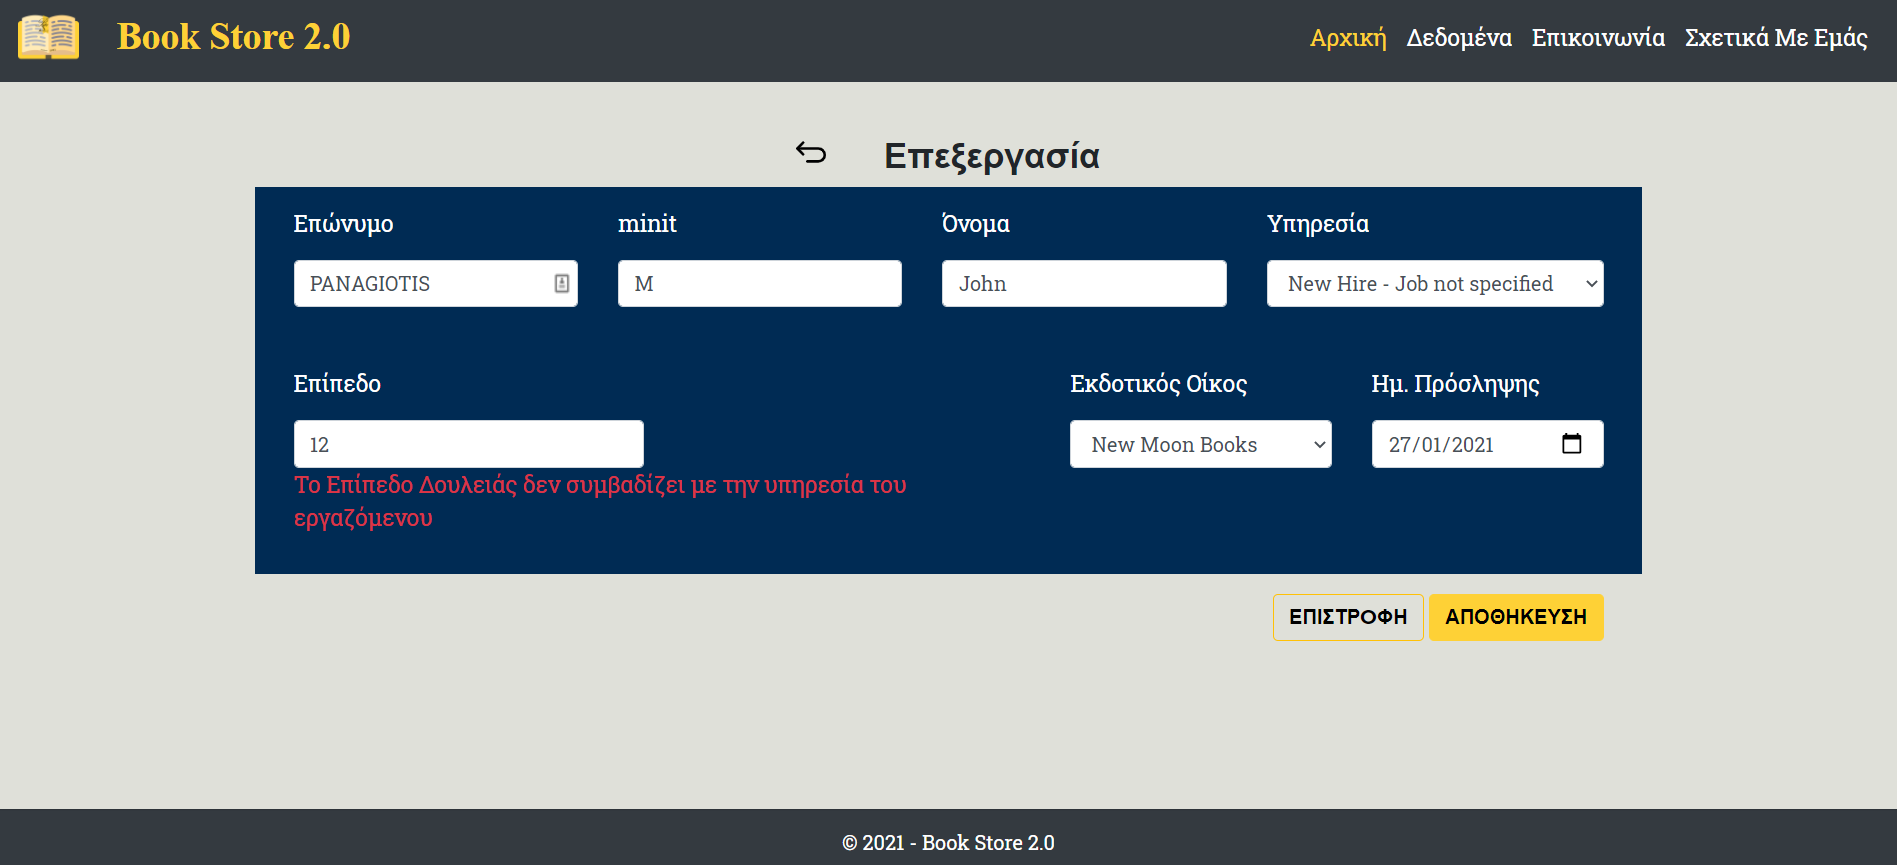 Book Store 2.0
Αρχική Δεδομένα Επικοινωνία Σχετικά Με Εμάς
Επεξεργασία
Επώνυμο minit Όνομα Υπηρεσία
PANAGIOTIS M John New Hire - Job not specified
Επίπεδο Εκδοτικός Οίκος Ημ. Πρόσληψης
12 New Moon Books 27/01/2021
Το Επίπεδο Δουλειάς δεν συμβαδίζει με την υπηρεσία του
εργαζόμενου
ΕΠΙΣΤΡΟΦΗ ΑΠΟΘΗΚΕΥΣΗ
© 2021 - Book Store 2.0